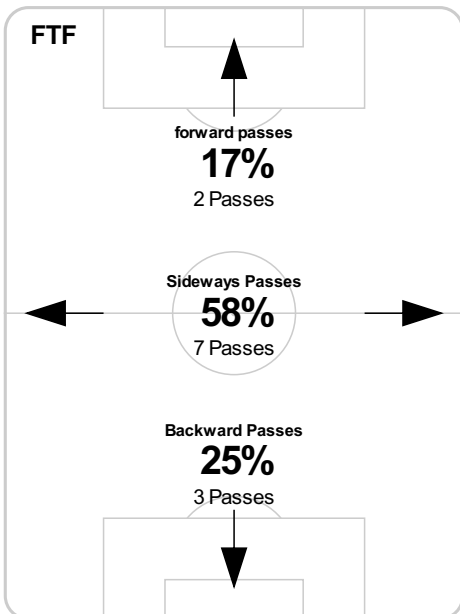 FTF
forward passes
17%
2 Passes
Sideways Passes
58%
7 Passes
Backward Passes
25%
3 Passes